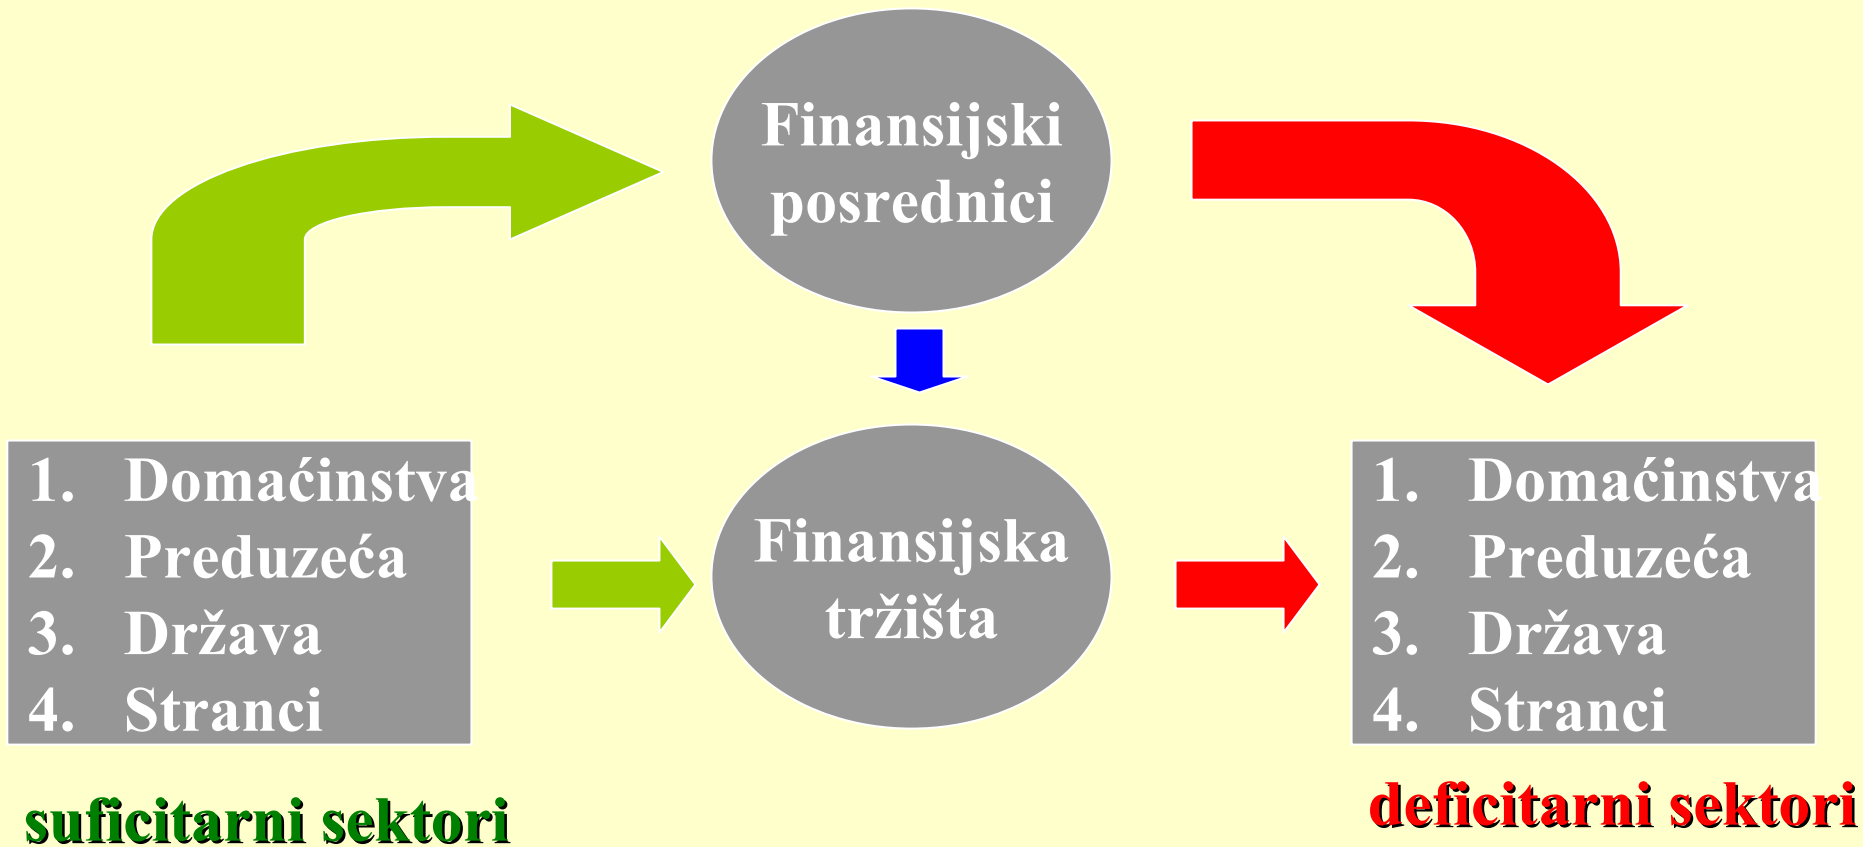 Finansijski
posrednici
1. Domaćinstva
2. Preduzeća
3. Država
4. Stranci
Finansijska
tržišta
1. Domaćinstva
2. Preduzeća
3. Država
4. Stranci
suficitarni sektori
deficitarni sektori